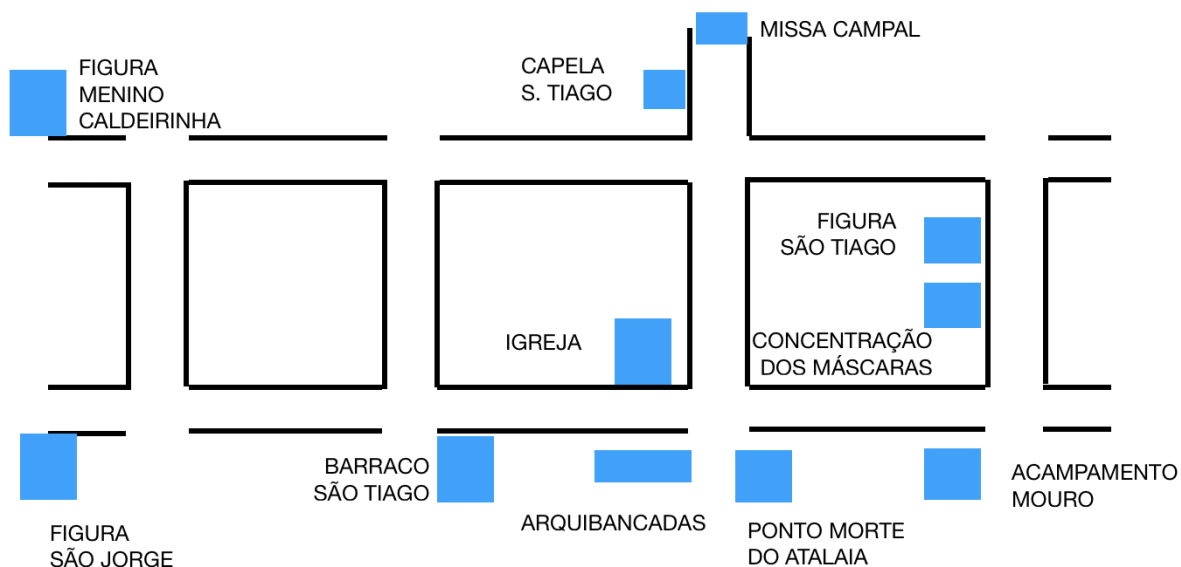 MISSA CAMPAL
FIGURA
MENINO
CALDEIRINHA
CAPELA
S. TIAGO
FIGURA
SÃO TIAGO
IGREJA
CONCENTRAÇÃO
DOS MÁSCARAS
BARRACO
SÃO TIAGO
ACAMPAMENTO
MOURO
ARQUIBANCADAS
FIGURA
SÃO JORGE
PONTO MORTE
DO ATALAIA